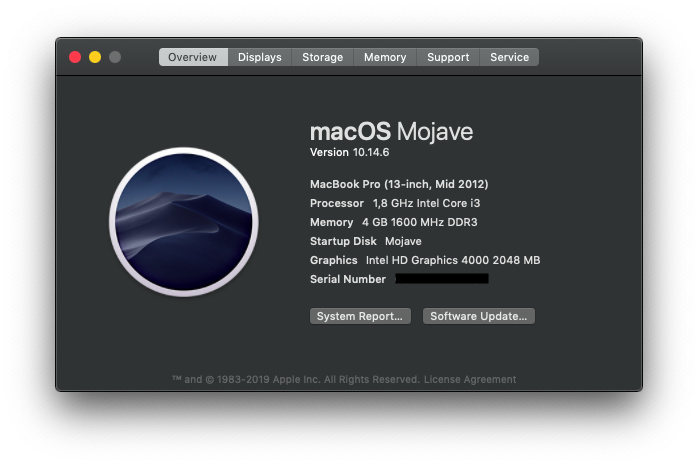 Overview Displays Storage Memory Support Service
macOS Mojave
Version 10.14.6
MacBook Pro (13-inch, Mid 2012)
Processor 1,8 GHz Intel Core i3
Memory 4 GB 1600 MHz DDR3
Startup Disk Mojave
Graphics Intel HD Graphics 4000 2048 MB
Serial Number
System Report... Software Update...
™ and © 1983-2019 Apple Inc. All Rights Reserved. License Agreement